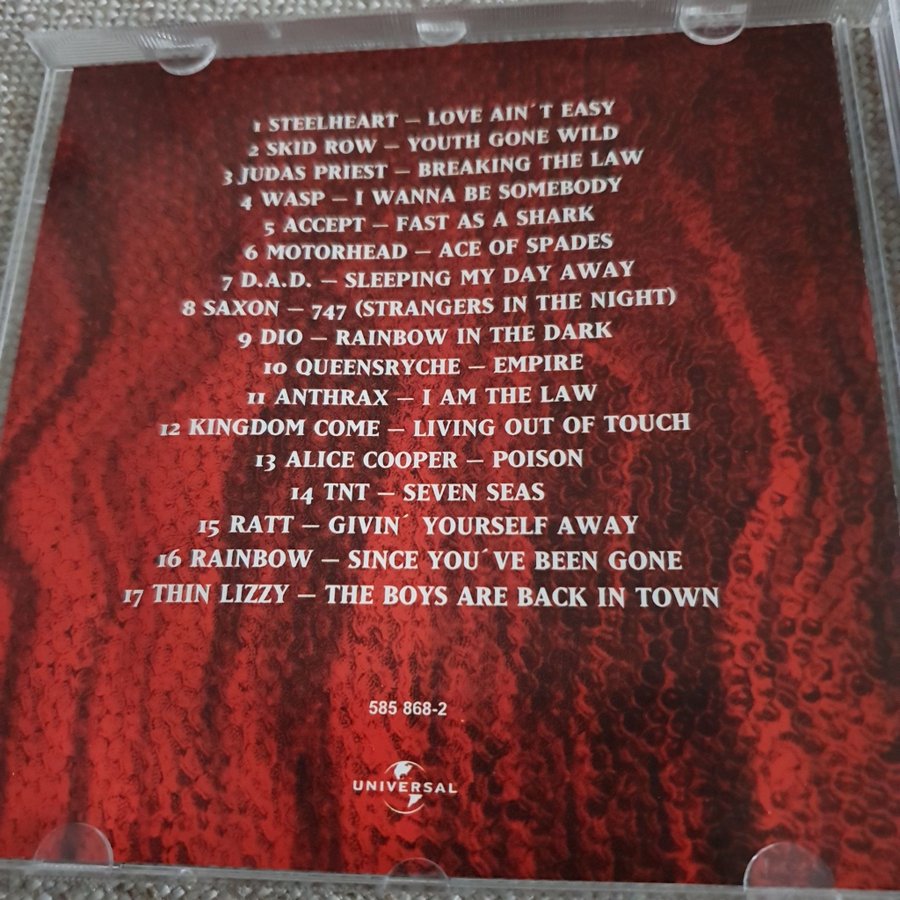 1 STEELHEART – LOVE AIN´T EASY
2 SKID ROW – YOUTH GONE WILD
3 JUDAS PRIEST – BREAKING THE LAW
4 WASP – I WANNA BE SOMEBODY
5 ACCEPT – FAST AS A SHARK
6 MOTORHEAD – ACE OF SPADES
7 D.A.D. – SLEEPING MY DAY AWAY
8 SAXON – 747 (STRANGERS IN THE NIGHT)
9 DIO – RAINBOW IN THE DARK
10 QUEENSRYCHE – EMPIRE
11 ANTHRAX – I AM THE LAW
12 KINGDOM COME – LIVING OUT OF TOUCH
13 ALICE COOPER – POISON
14 TNT – SEVEN SEAS
15 RATT – GIVIN´ YOURSELF AWAY
16 RAINBOW – SINCE YOU´VE BEEN GONE
17 THIN LIZZY – THE BOYS ARE BACK IN TOWN
585 868-2
UNIVERSAL